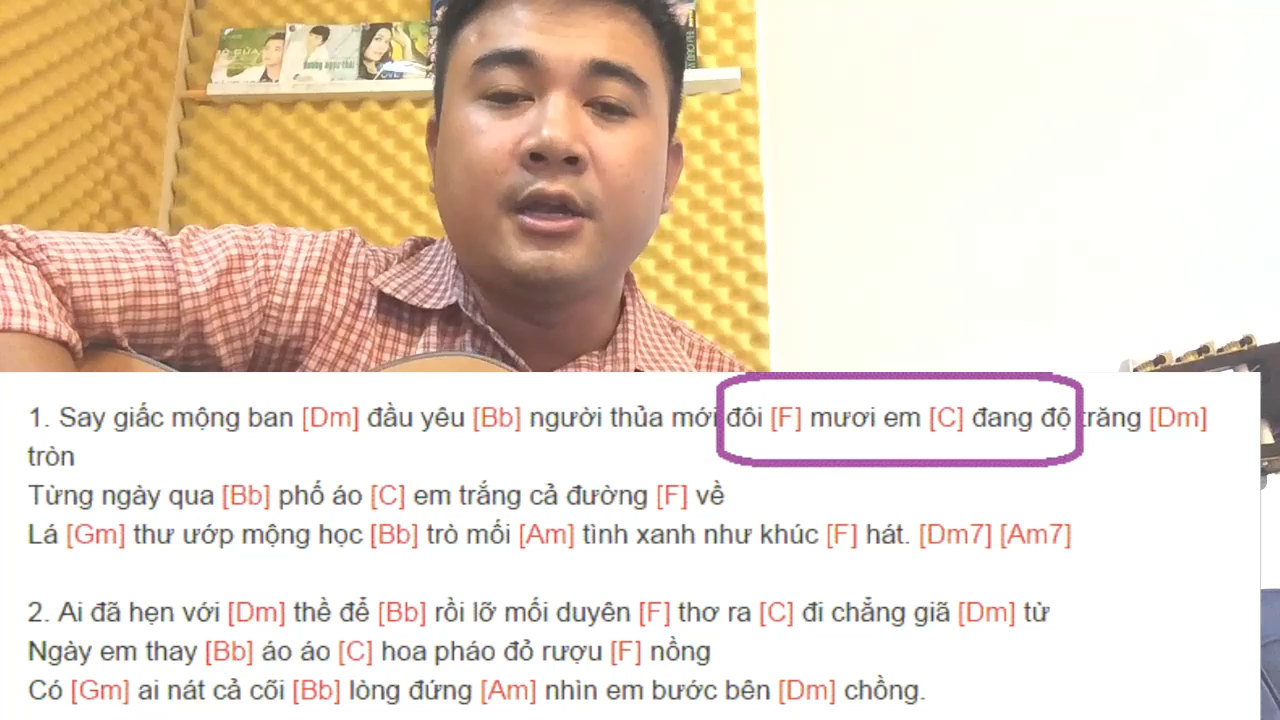 dương ngọc thái
LOVE
1. Say giấc mộng ban [Dm] đầu yêu [Bb] người thủa mới đôi [F] mươi em [C] đang độ trăng [Dm]
tròn
Từng ngày qua [Bb] phố áo [C] em trắng cả đường [F] về
Lá [Gm] thư ướp mộng học [Bb] trò mối [Am] tình xanh như khúc [F] hát. [Dm7] [Am7]
2. Ai đã hẹn với [Dm] thề để [Bb] rồi lỡ mối duyên [F] thơ ra [C] đi chẳng giã [Dm] từ
Ngày em thay [Bb] áo áo [C] hoa pháo đỏ rượu [F] nồng
Có [Gm] ai nát cả cõi [Bb] lòng đứng [Am] nhìn em bước bên [Dm] chồng.